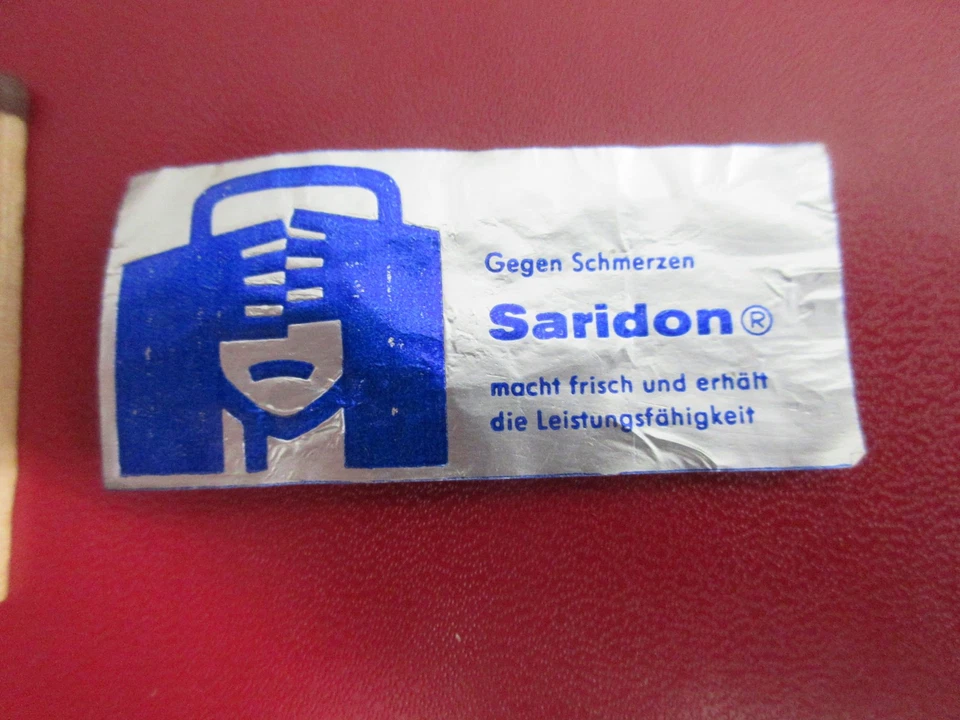 Gegen Schmerzen
Saridon®
macht frisch und erhält
die Leistungsfähigkeit